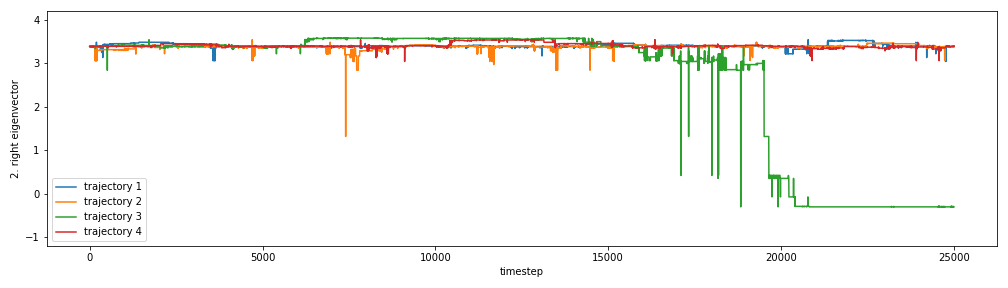 4
3
2
1
0
−1
2. right eigenvector
trajectory 1
trajectory 2
trajectory 3
trajectory 4
0
5000
10000
15000
20000
25000
timestep